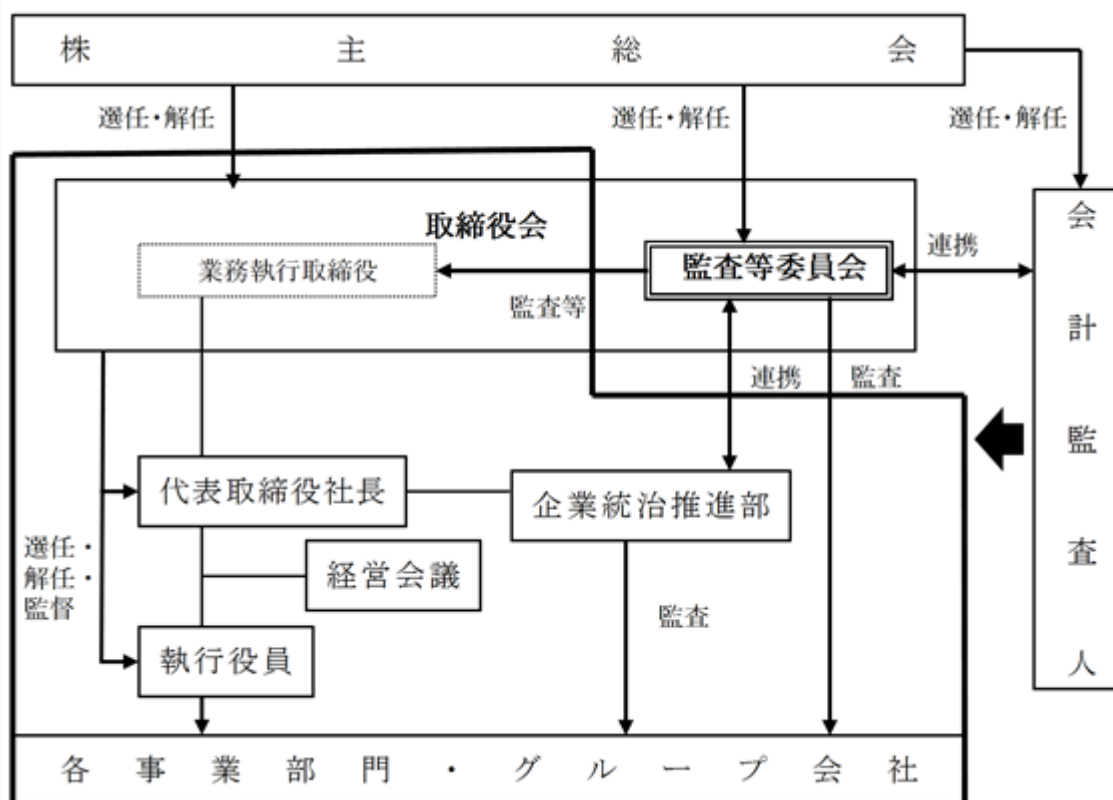 株主総会
選任・解任
選任・解任
選任・解任
取締役会
業務執行取締役
監査等委員会
連携
監査等
会計監査人
連携
監査
代表取締役社長
企業統治推進部
選任・
解任・
監督
経営会議
監査
執行役員
各事業部門・グループ会社